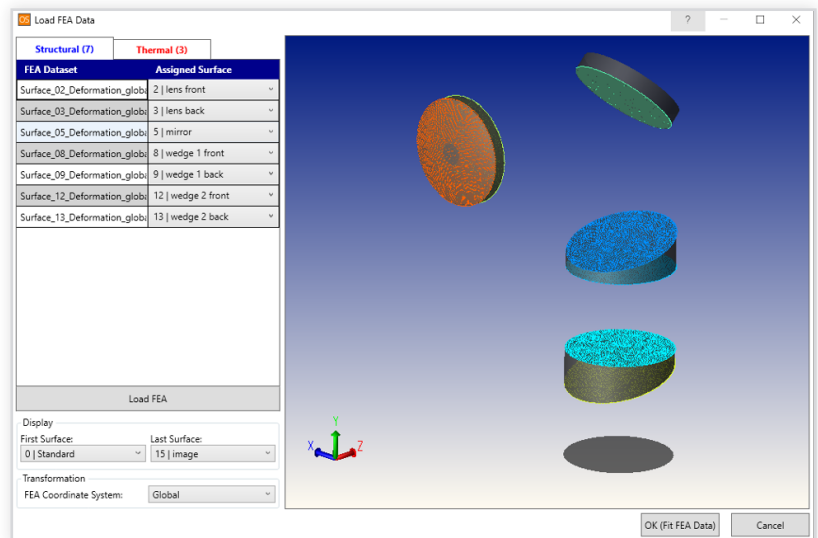 OS Load FEA Data ?
Structural (7) Thermal (3)
FEA Dataset Assigned Surface
Surface_02_Deformation_globa 2 | lens front
Surface_03_Deformation_globa 3 | lens back
Surface_05_Deformation_globa 5 | mirror
Surface_08_Deformation_globa 8 | wedge 1 front
Surface_09_Deformation_globa 9 | wedge 1 back
Surface_12_Deformation_globa 12 | wedge 2 front
Surface_13_Deformation_globa 13 | wedge 2 back
Load FEA
Display
First Surface: Last Surface:
0 | Standard 15 | image
Transformation
FEA Coordinate System: Global
Y
X Z
OK (Fit FEA Data) Cancel